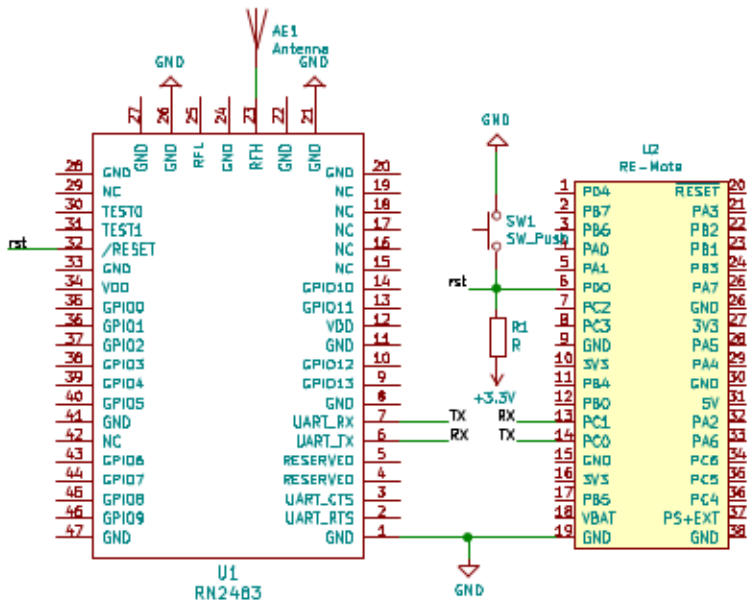 AE1
Antenna
GND
GND
27
26
25
24
23
22
21
GND
GND
RFL
GND
RFH
GND
GND
28 GND
29 NC
30 TEST0
31 TEST1
rst 32 /RESET
33 GND
34 VDD
35 GPIO0
36 GPIO1
37 GPIO2
38 GPIO3
39 GPIO4
40 GPIO5
41 GND
42 NC
43 GPIO6
44 GPIO7
45 GPIO8
46 GPIO9
47 GND
GND 20
NC 19
NC 18
NC 17
NC 16
NC 15
GPIO10 14
GPIO11 13
VDD 12
GND 11
GPIO12 10
GPIO13 9
GND 8
UART_RX 7 TX
UART_TX 6 RX
RESERVED 5
RESERVED 4
UART_CTS 3
UART_RTS 2
GND 1
U1
RN2483
GND
SW1
SW_Push
rst
R1
R
+3.3V
RX
TX
GND
U2
RE-Mote
1 PD4
2 PB7
3 PB6
4 PAD
5 PA1
6 PD0
7 PC2
8 PC3
9 GND
10 3V3
11 PB4
12 PB0
13 PC1
14 PC0
15 GND
16 3V3
17 PB5
18 VBAT
19 GND
RESET 20
PA3 21
PB2 22
PB1 23
PB3 24
PA7 25
GND 26
3V3 27
PA5 28
PA4 29
GND 30
5V 31
PA2 32
PA6 33
PC6 34
PC5 35
PC4 36
PS+EXT 37
GND 38